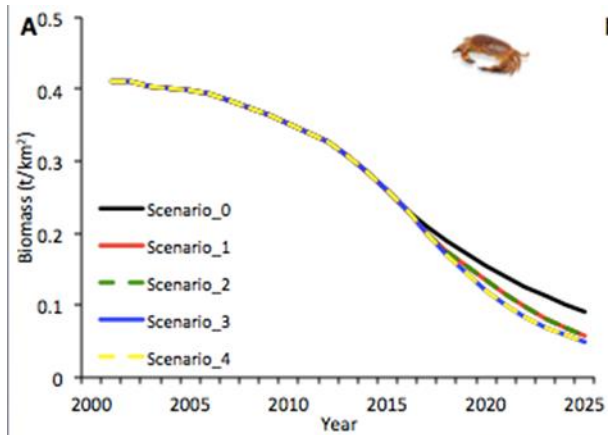 A
0.5
0.4
0.3
0.2
0.1
0
Biomass (t/km²)
Scenario_0
Scenario_1
Scenario_2
Scenario_3
Scenario_4
2000 2005 2010 2015 2020 2025
Year